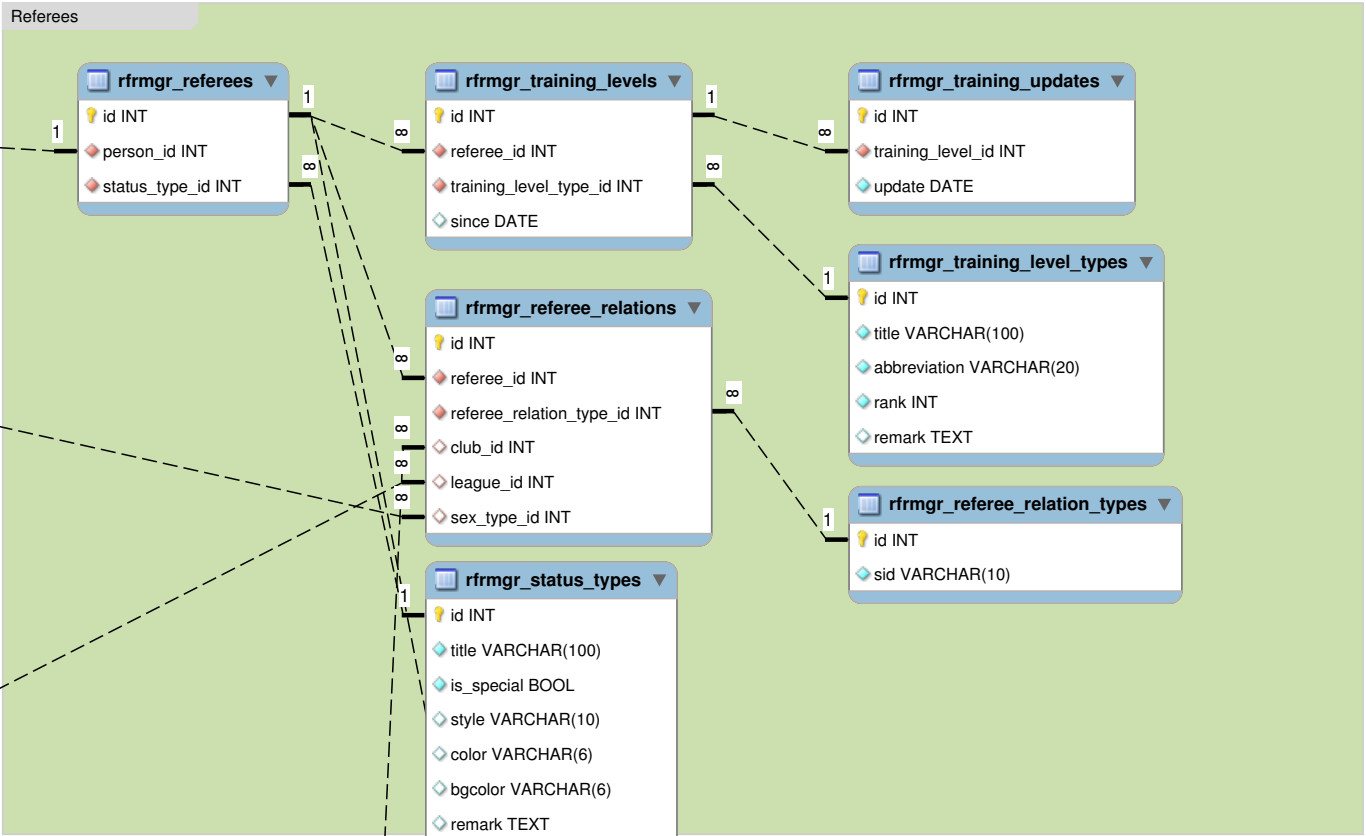 Referees
rfrmgr_referees
id INT
person_id INT
status_type_id INT
1
1
∞
rfrmgr_training_levels
id INT
referee_id INT
training_level_type_id INT
since DATE
∞
1
∞
rfrmgr_training_updates
id INT
training_level_id INT
update DATE
∞
rfrmgr_training_level_types
id INT
title VARCHAR(100)
abbreviation VARCHAR(20)
rank INT
remark TEXT
1
rfrmgr_referee_relations
id INT
referee_id INT
referee_relation_type_id INT
club_id INT
league_id INT
sex_type_id INT
∞
∞
∞
∞
∞
rfrmgr_referee_relation_types
id INT
sid VARCHAR(10)
1
rfrmgr_status_types
id INT
title VARCHAR(100)
is_special BOOL
style VARCHAR(10)
color VARCHAR(6)
bgcolor VARCHAR(6)
remark TEXT
1